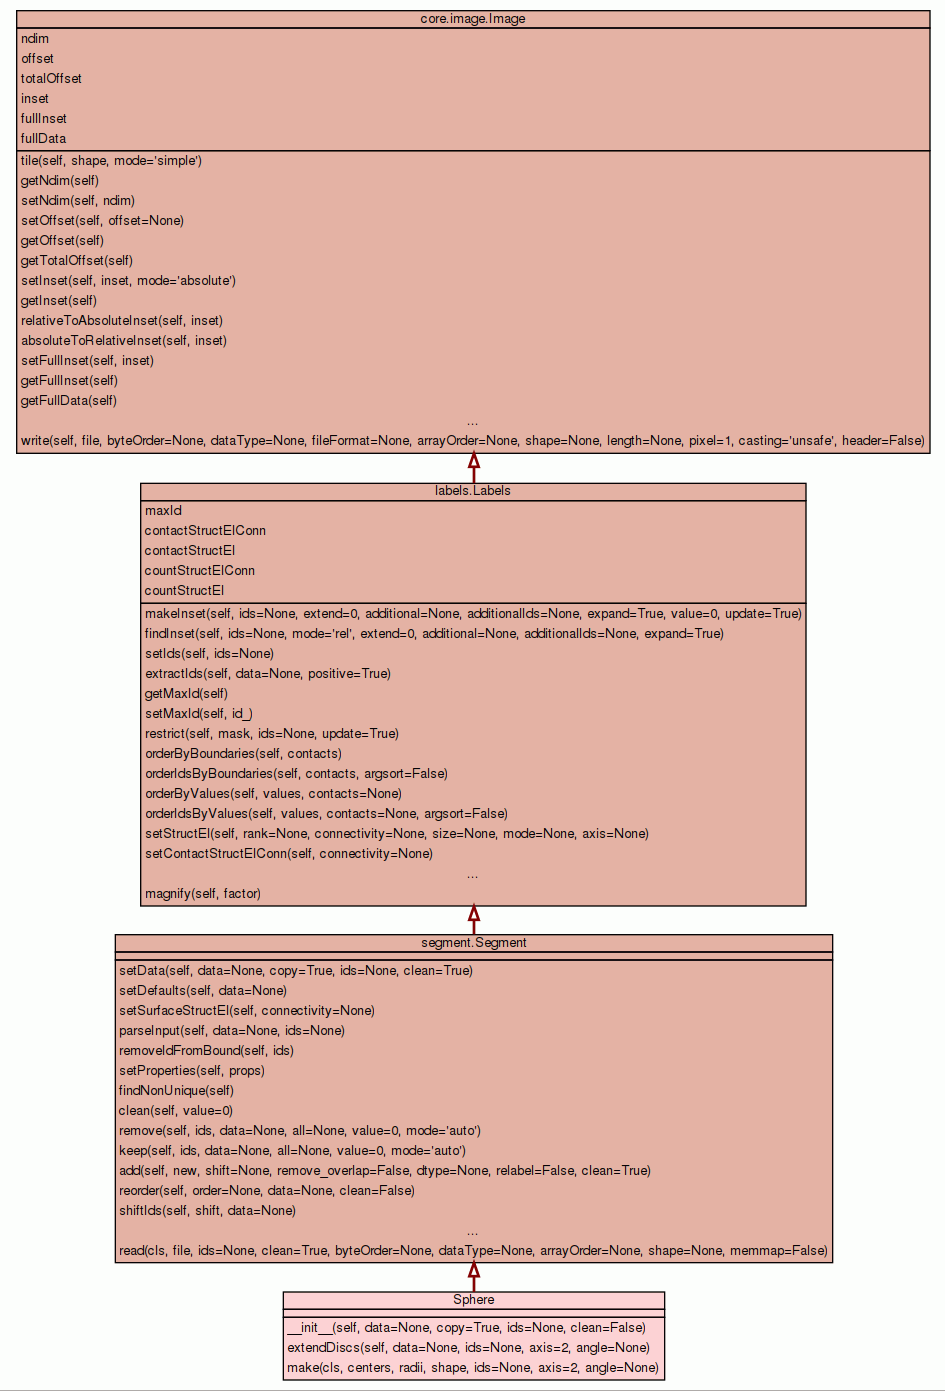 core.image.Image
ndim
offset
totalOffset
inset
fullInset
fullData
tile(self, shape, mode='simple')
getNdim(self)
setNdim(self, ndim)
setOffset(self, offset=None)
getOffset(self)
getTotalOffset(self)
setInset(self, inset, mode='absolute')
getInset(self)
relativeToAbsoluteInset(self, inset)
absoluteToRelativeInset(self, inset)
setFullInset(self, inset)
getFullInset(self)
getFullData(self)
...
write(self, file, byteOrder=None, dataType=None, fileFormat=None, arrayOrder=None, shape=None, length=None, pixel=1, casting='unsafe', header=False)
labels.Labels
maxId
contactStructElConn
contactStructEl
countStructElConn
countStructEl
makeInset(self, ids=None, extend=0, additional=None, additionalIds=None, expand=True, value=0, update=True)
findInset(self, ids=None, mode='rel', extend=0, additional=None, additionalIds=None, expand=True)
setIds(self, ids=None)
extractIds(self, data=None, positive=True)
getMaxId(self)
setMaxId(self, id_)
restrict(self, mask, ids=None, update=True)
orderByBoundaries(self, contacts)
orderIdsByBoundaries(self, contacts, argsort=False)
orderByValues(self, values, contacts=None)
orderIdsByValues(self, values, contacts=None, argsort=False)
setStructEl(self, rank=None, connectivity=None, size=None, mode=None, axis=None)
setContactStructElConn(self, connectivity=None)
...
magnify(self, factor)
segment.Segment
setData(self, data=None, copy=True, ids=None, clean=True)
setDefaults(self, data=None)
setSurfaceStructEl(self, connectivity=None)
parseInput(self, data=None, ids=None)
removeIdFromBound(self, ids)
setProperties(self, props)
findNonUnique(self)
clean(self, value=0)
remove(self, ids, data=None, all=None, value=0, mode='auto')
keep(self, ids, data=None, all=None, value=0, mode='auto')
add(self, new, shift=None, remove_overlap=False, dtype=None, relabel=False, clean=True)
reorder(self, order=None, data=None, clean=False)
shiftIds(self, shift, data=None)
...
read(cls, file, ids=None, clean=True, byteOrder=None, dataType=None, arrayOrder=None, shape=None, memmap=False)
Sphere
__init__(self, data=None, copy=True, ids=None, clean=False)
extendDiscs(self, data=None, ids=None, axis=2, angle=None)
make(cls, centers, radii, shape, ids=None, axis=2, angle=None)